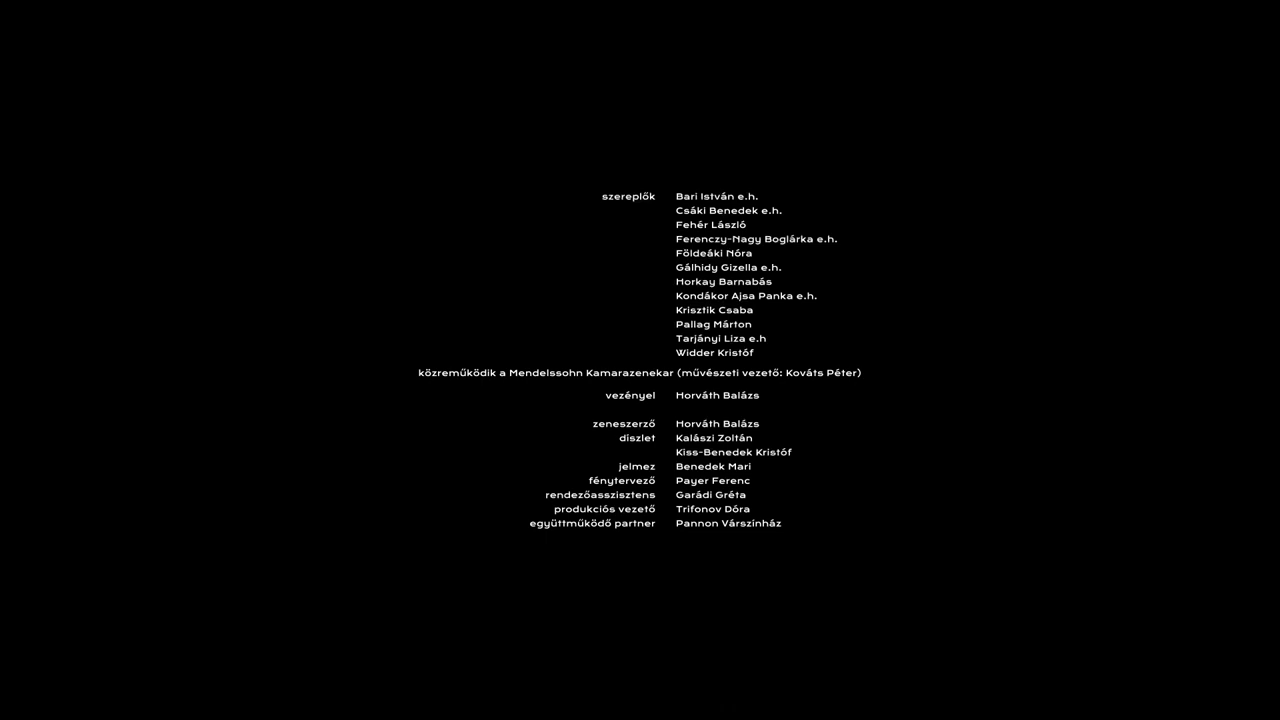 szereplők Bari István e.h.
Csáki Benedek e.h.
Fehér László
Ferenczy-Nagy Boglárka e.h.
Földeáki Nóra
Gálhidy Gizella e.h.
Horkay Barnabás
Kondákor Ajsa Panka e.h.
Krisztik Csaba
Pallag Márton
Tarjányi Liza e.h
Widder Kristóf
közreműködik a Mendelssohn Kamarazenekar (művészeti vezető: Kováts Péter)
vezényel Horváth Balázs
zeneszerző Horváth Balázs
díszlet Kalászi Zoltán
Kiss-Benedek Kristóf
jelmez Benedek Mari
fénytervező Payer Ferenc
rendezőasszisztens Garádi Gréta
produkciós vezető Trifonov Dóra
együttműködő partner Pannon Várszínház